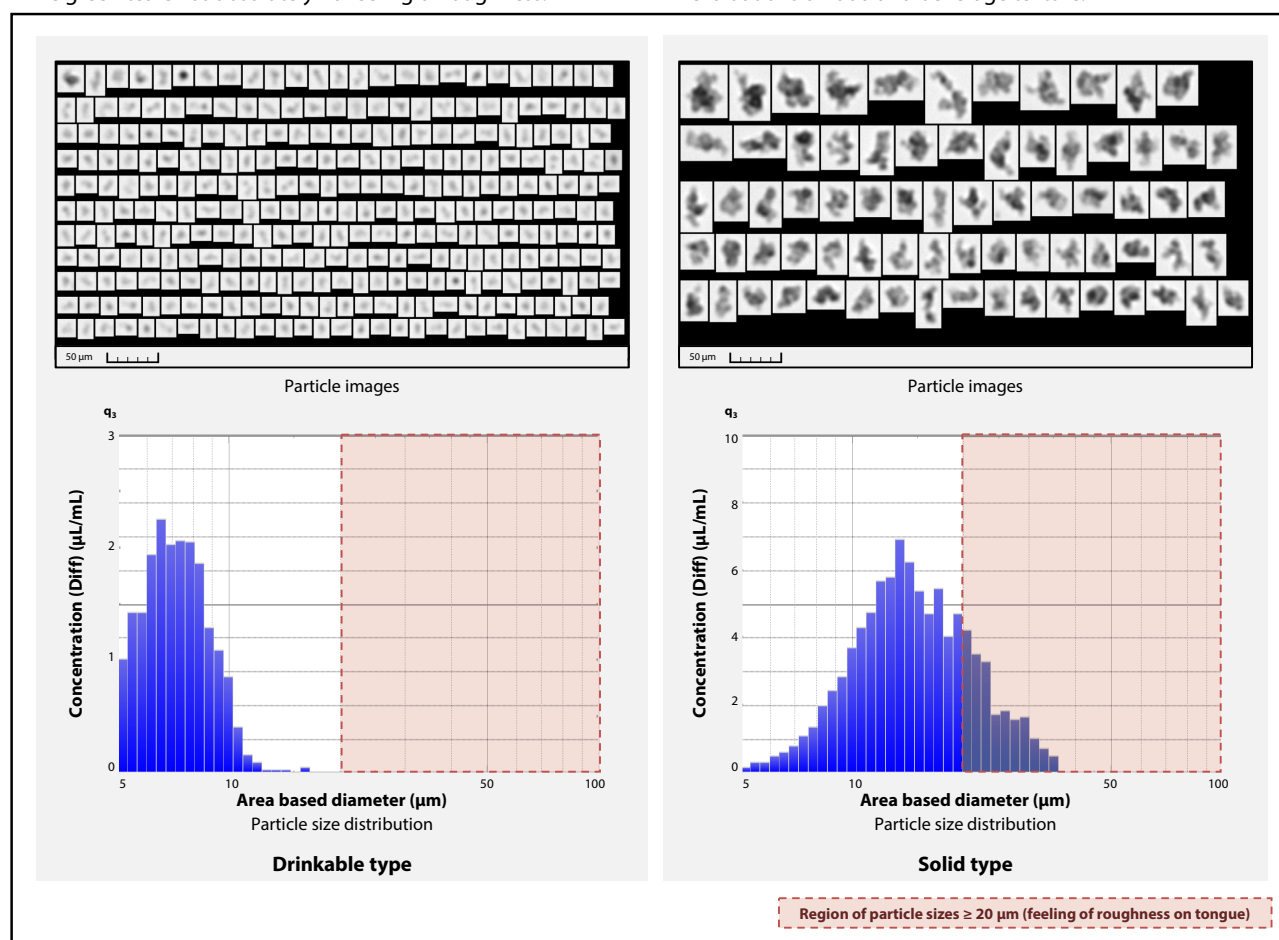 50 µm
50 µm
Particle images
Particle images
q₃
3
2
1
0
Concentration (Diff) (µL/mL)
5
10
50
100
Area based diameter (µm)
Particle size distribution
Drinkable type
q₃
10
8
6
4
2
0
Concentration (Diff) (µL/mL)
5
10
50
100
Area based diameter (µm)
Particle size distribution
Solid type
Region of particle sizes ≥ 20 µm (feeling of roughness on tongue)